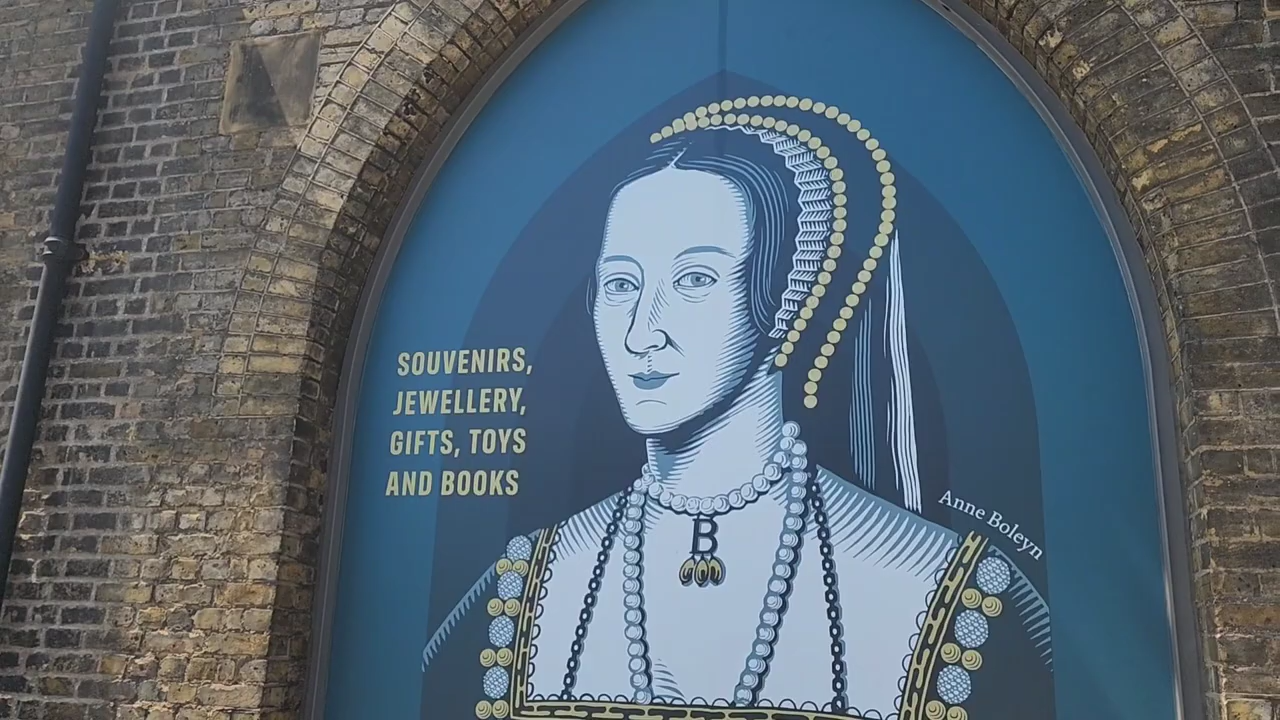 SOUVENIRS,
JEWELLERY,
GIFTS, TOYS
AND BOOKS
Anne Boleyn
B